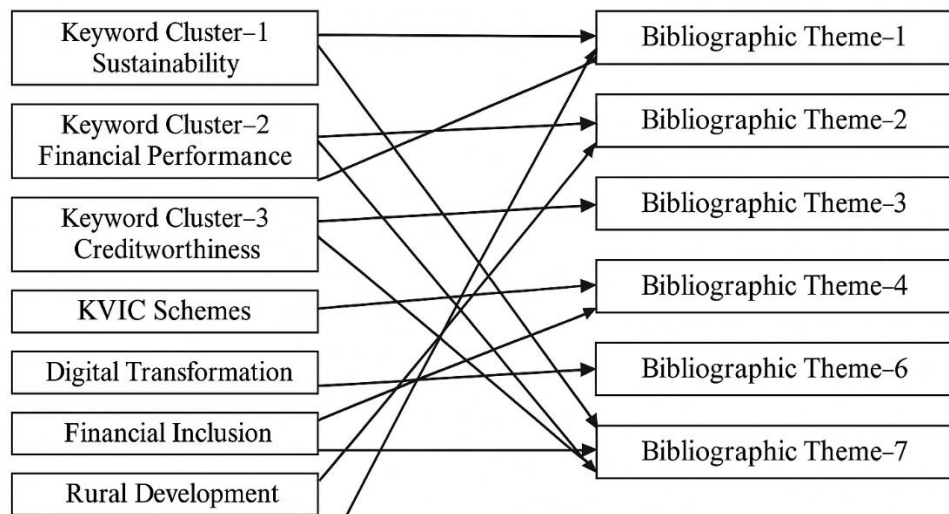 Keyword Cluster–1
Sustainability
Keyword Cluster–2
Financial Performance
Keyword Cluster–3
Creditworthiness
KVIC Schemes
Digital Transformation
Financial Inclusion
Rural Development
Bibliographic Theme–1
Bibliographic Theme–2
Bibliographic Theme–3
Bibliographic Theme–4
Bibliographic Theme–6
Bibliographic Theme–7